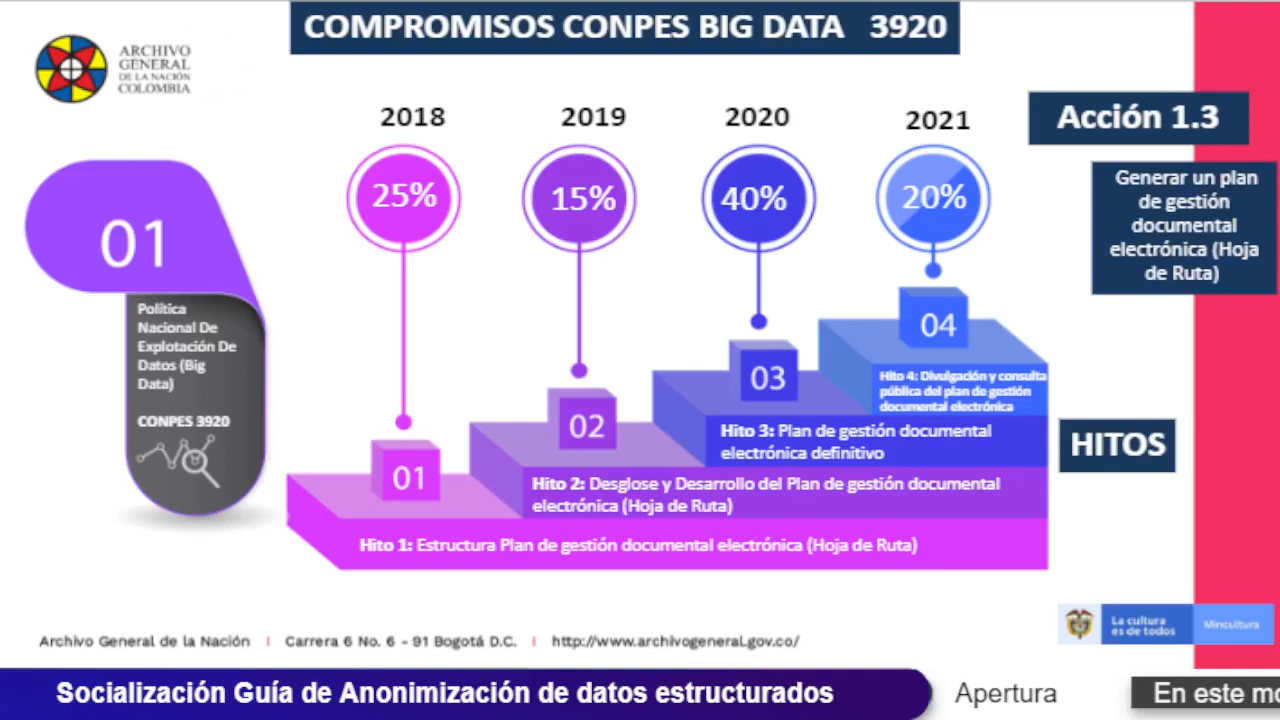 COMPROMISOS CONPES BIG DATA 3920
ARCHIVO
GENERAL
DE LA NACIÓN
COLOMBIA
2018
2019
2020
2021
Acción 1.3
25%
15%
40%
20%
Generar un plan
de gestión
documental
electrónica (Hoja
de Ruta)
01
Política
Nacional De
Explotación De
Datos (Big
Data)
CONPES 3920
04
Hito 4: Divulgación y consulta
pública del plan de gestión
documental electrónica
03
Hito 3: Plan de gestión documental
electrónica definitivo
HITOS
02
Hito 2: Desglose y Desarrollo del Plan de gestión documental
electrónica (Hoja de Ruta)
01
Hito 1: Estructura Plan de gestión documental electrónica (Hoja de Ruta)
La cultura
es de todos
Mincultura
Archivo General de la Nación I Carrera 6 No. 6 - 91 Bogotá D.C. I http://www.archivogeneral.gov.co/
Socialización Guía de Anonimización de datos estructurados
Apertura
En este mo